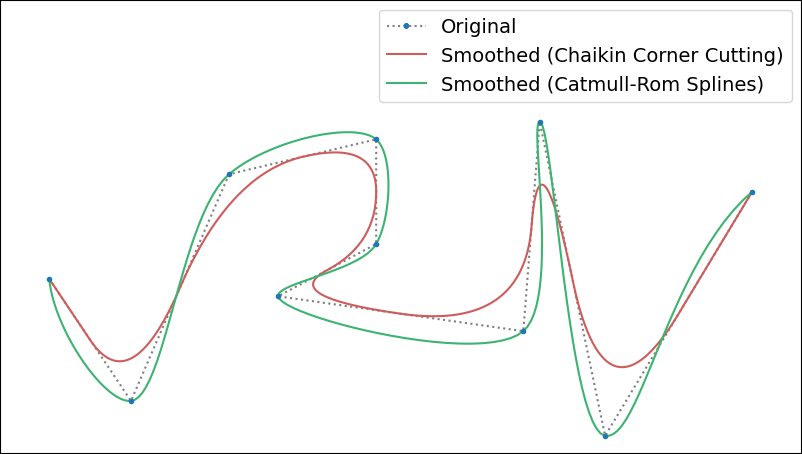 Original
Smoothed (Chaikin Corner Cutting)
Smoothed (Catmull-Rom Splines)